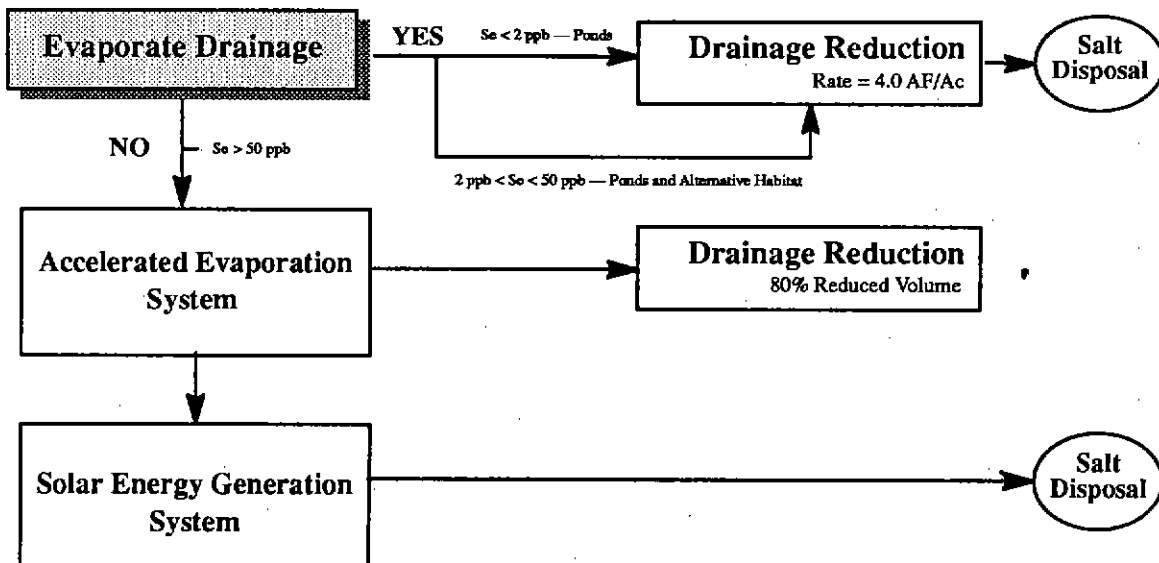 Evaporate Drainage
YES
Se < 2 ppb — Ponds
Drainage Reduction
Rate = 4.0 AF/Ac
Salt
Disposal
NO
Se > 50 ppb
2 ppb < Se < 50 ppb — Ponds and Alternative Habitat
Accelerated Evaporation
System
Drainage Reduction
80% Reduced Volume
Solar Energy Generation
System
Salt
Disposal